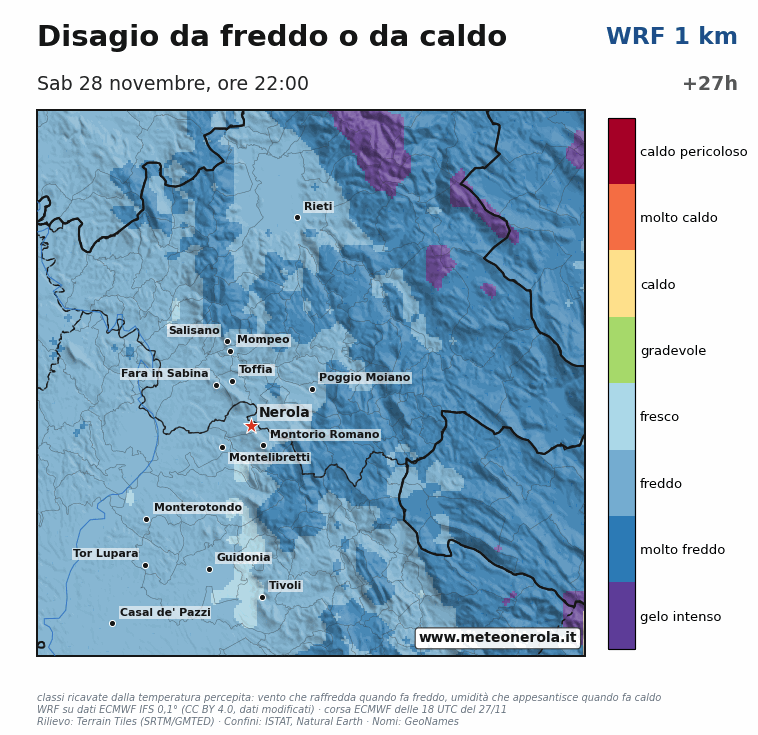 Disagio da freddo o da caldo
WRF 1 km
Sab 28 novembre, ore 22:00
+27h
caldo pericoloso
molto caldo
caldo
gradevole
fresco
freddo
molto freddo
gelo intenso
Rieti
Salisano
Mompeo
Toffia
Fara in Sabina
Poggio Moiano
Nerola
Montorio Romano
Montelibretti
Monterotondo
Tor Lupara
Guidonia
Tivoli
Casal de' Pazzi
www.meteonerola.it
classi ricavate dalla temperatura percepita: vento che raffredda quando fa freddo, umidità che appesantisce quando fa caldo
WRF su dati ECMWF IFS 0,1° (CC BY 4.0, dati modificati) · corsa ECMWF delle 18 UTC del 27/11
Rilievo: Terrain Tiles (SRTM/GMTED) · Confini: ISTAT, Natural Earth · Nomi: GeoNames